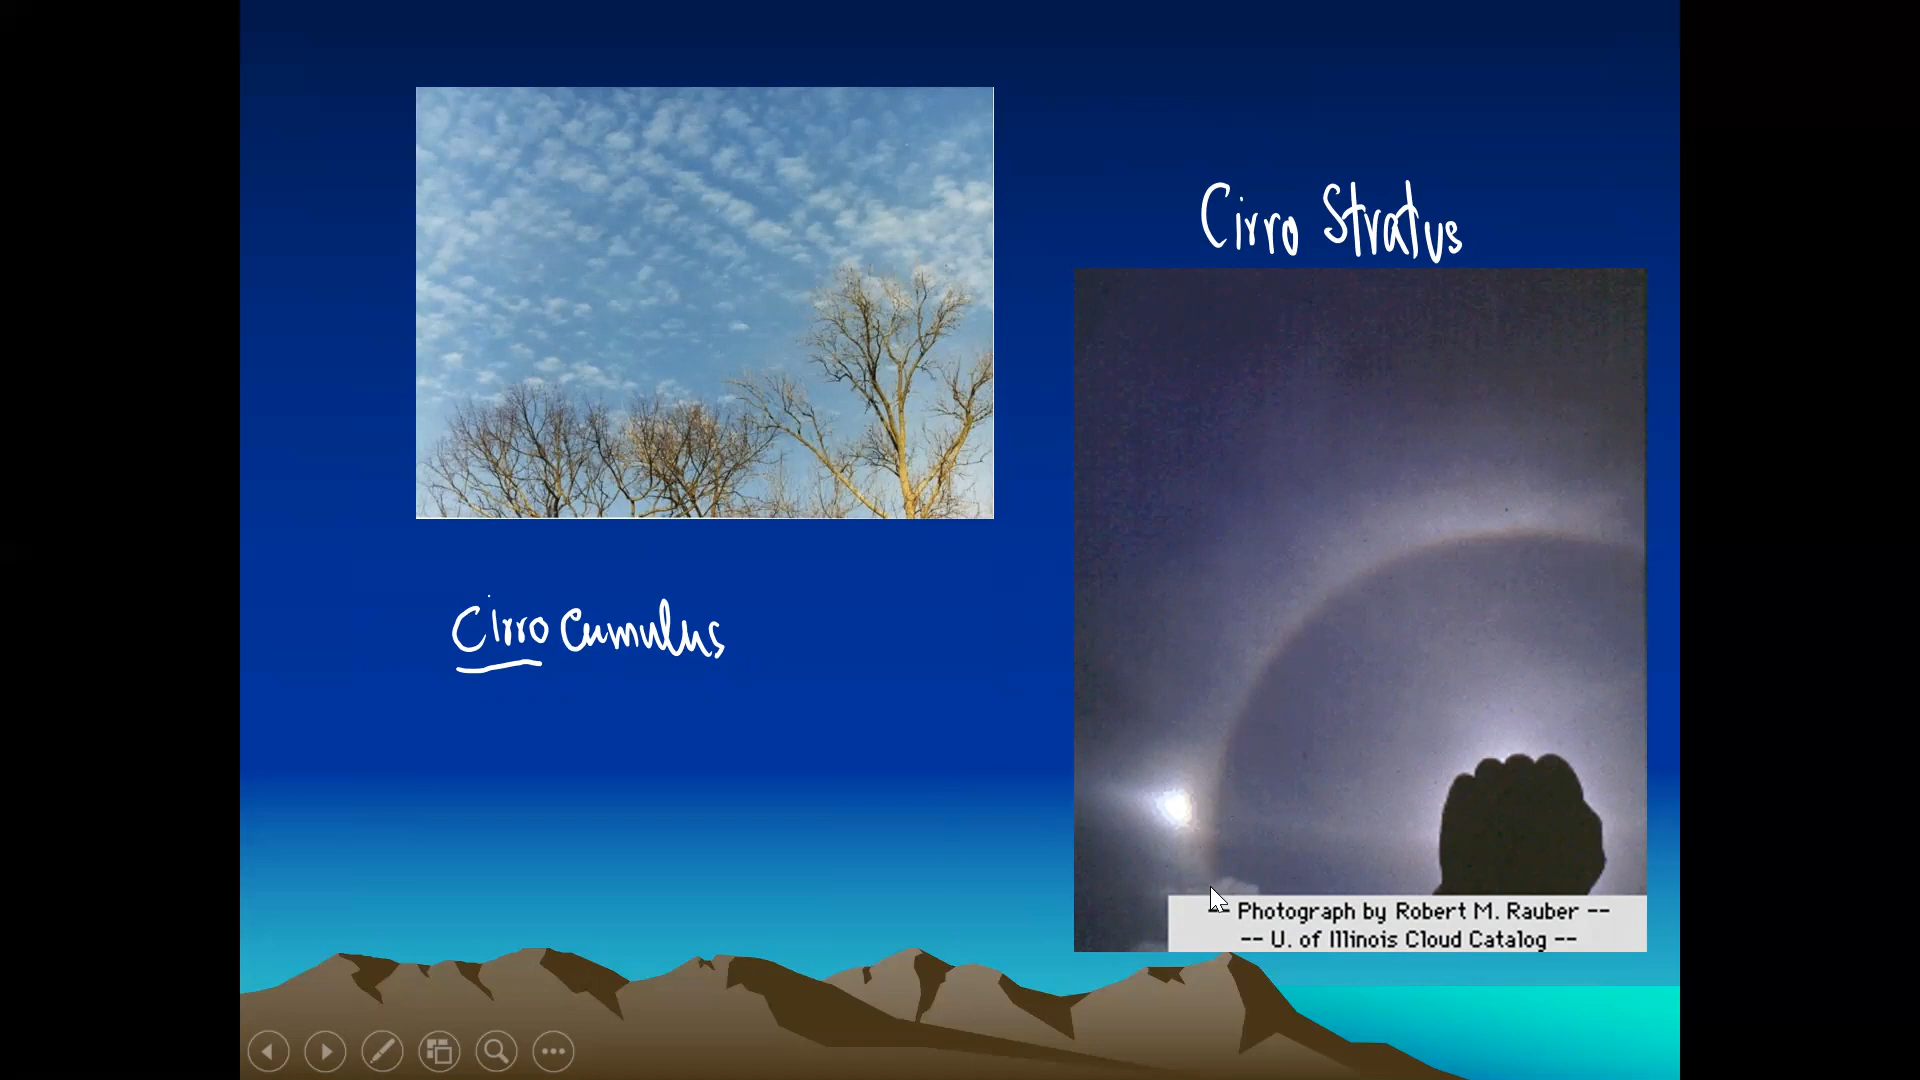 Cirro Stratus
Cirro Cumulus
-- Photograph by Robert M. Rauber --
-- U. of Illinois Cloud Catalog --